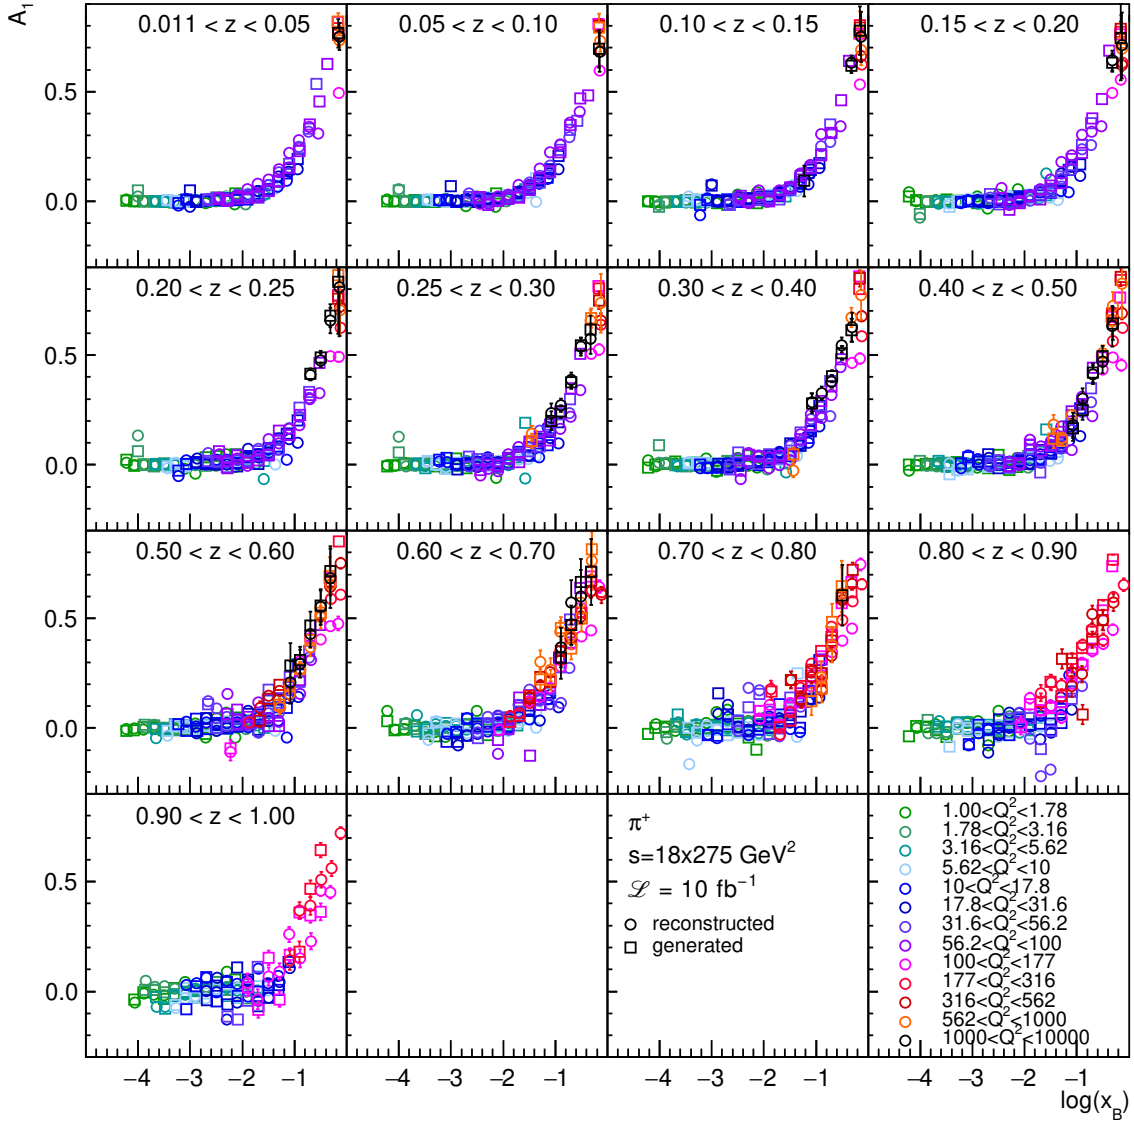 A₁
0.011 < z < 0.05
0.05 < z < 0.10
0.10 < z < 0.15
0.15 < z < 0.20
0.5
0.0
0.20 < z < 0.25
0.25 < z < 0.30
0.30 < z < 0.40
0.40 < z < 0.50
0.5
0.0
0.50 < z < 0.60
0.60 < z < 0.70
0.70 < z < 0.80
0.80 < z < 0.90
0.5
0.0
0.90 < z < 1.00
0.5
0.0
π⁺
s=18x275 GeV²
ℒ = 10 fb⁻¹
reconstructed
generated
1.00<Q²<1.78
1.78<Q²<3.16
3.16<Q²<5.62
5.62<Q²<10
10<Q²<17.8
17.8<Q²<31.6
31.6<Q²<56.2
56.2<Q²<100
100<Q²<177
177<Q²<316
316<Q²<562
562<Q²<1000
1000<Q²<10000
−4 −3 −2 −1 −4 −3 −2 −1 −4 −3 −2 −1 −4 −3 −2 −1
log(x_B)